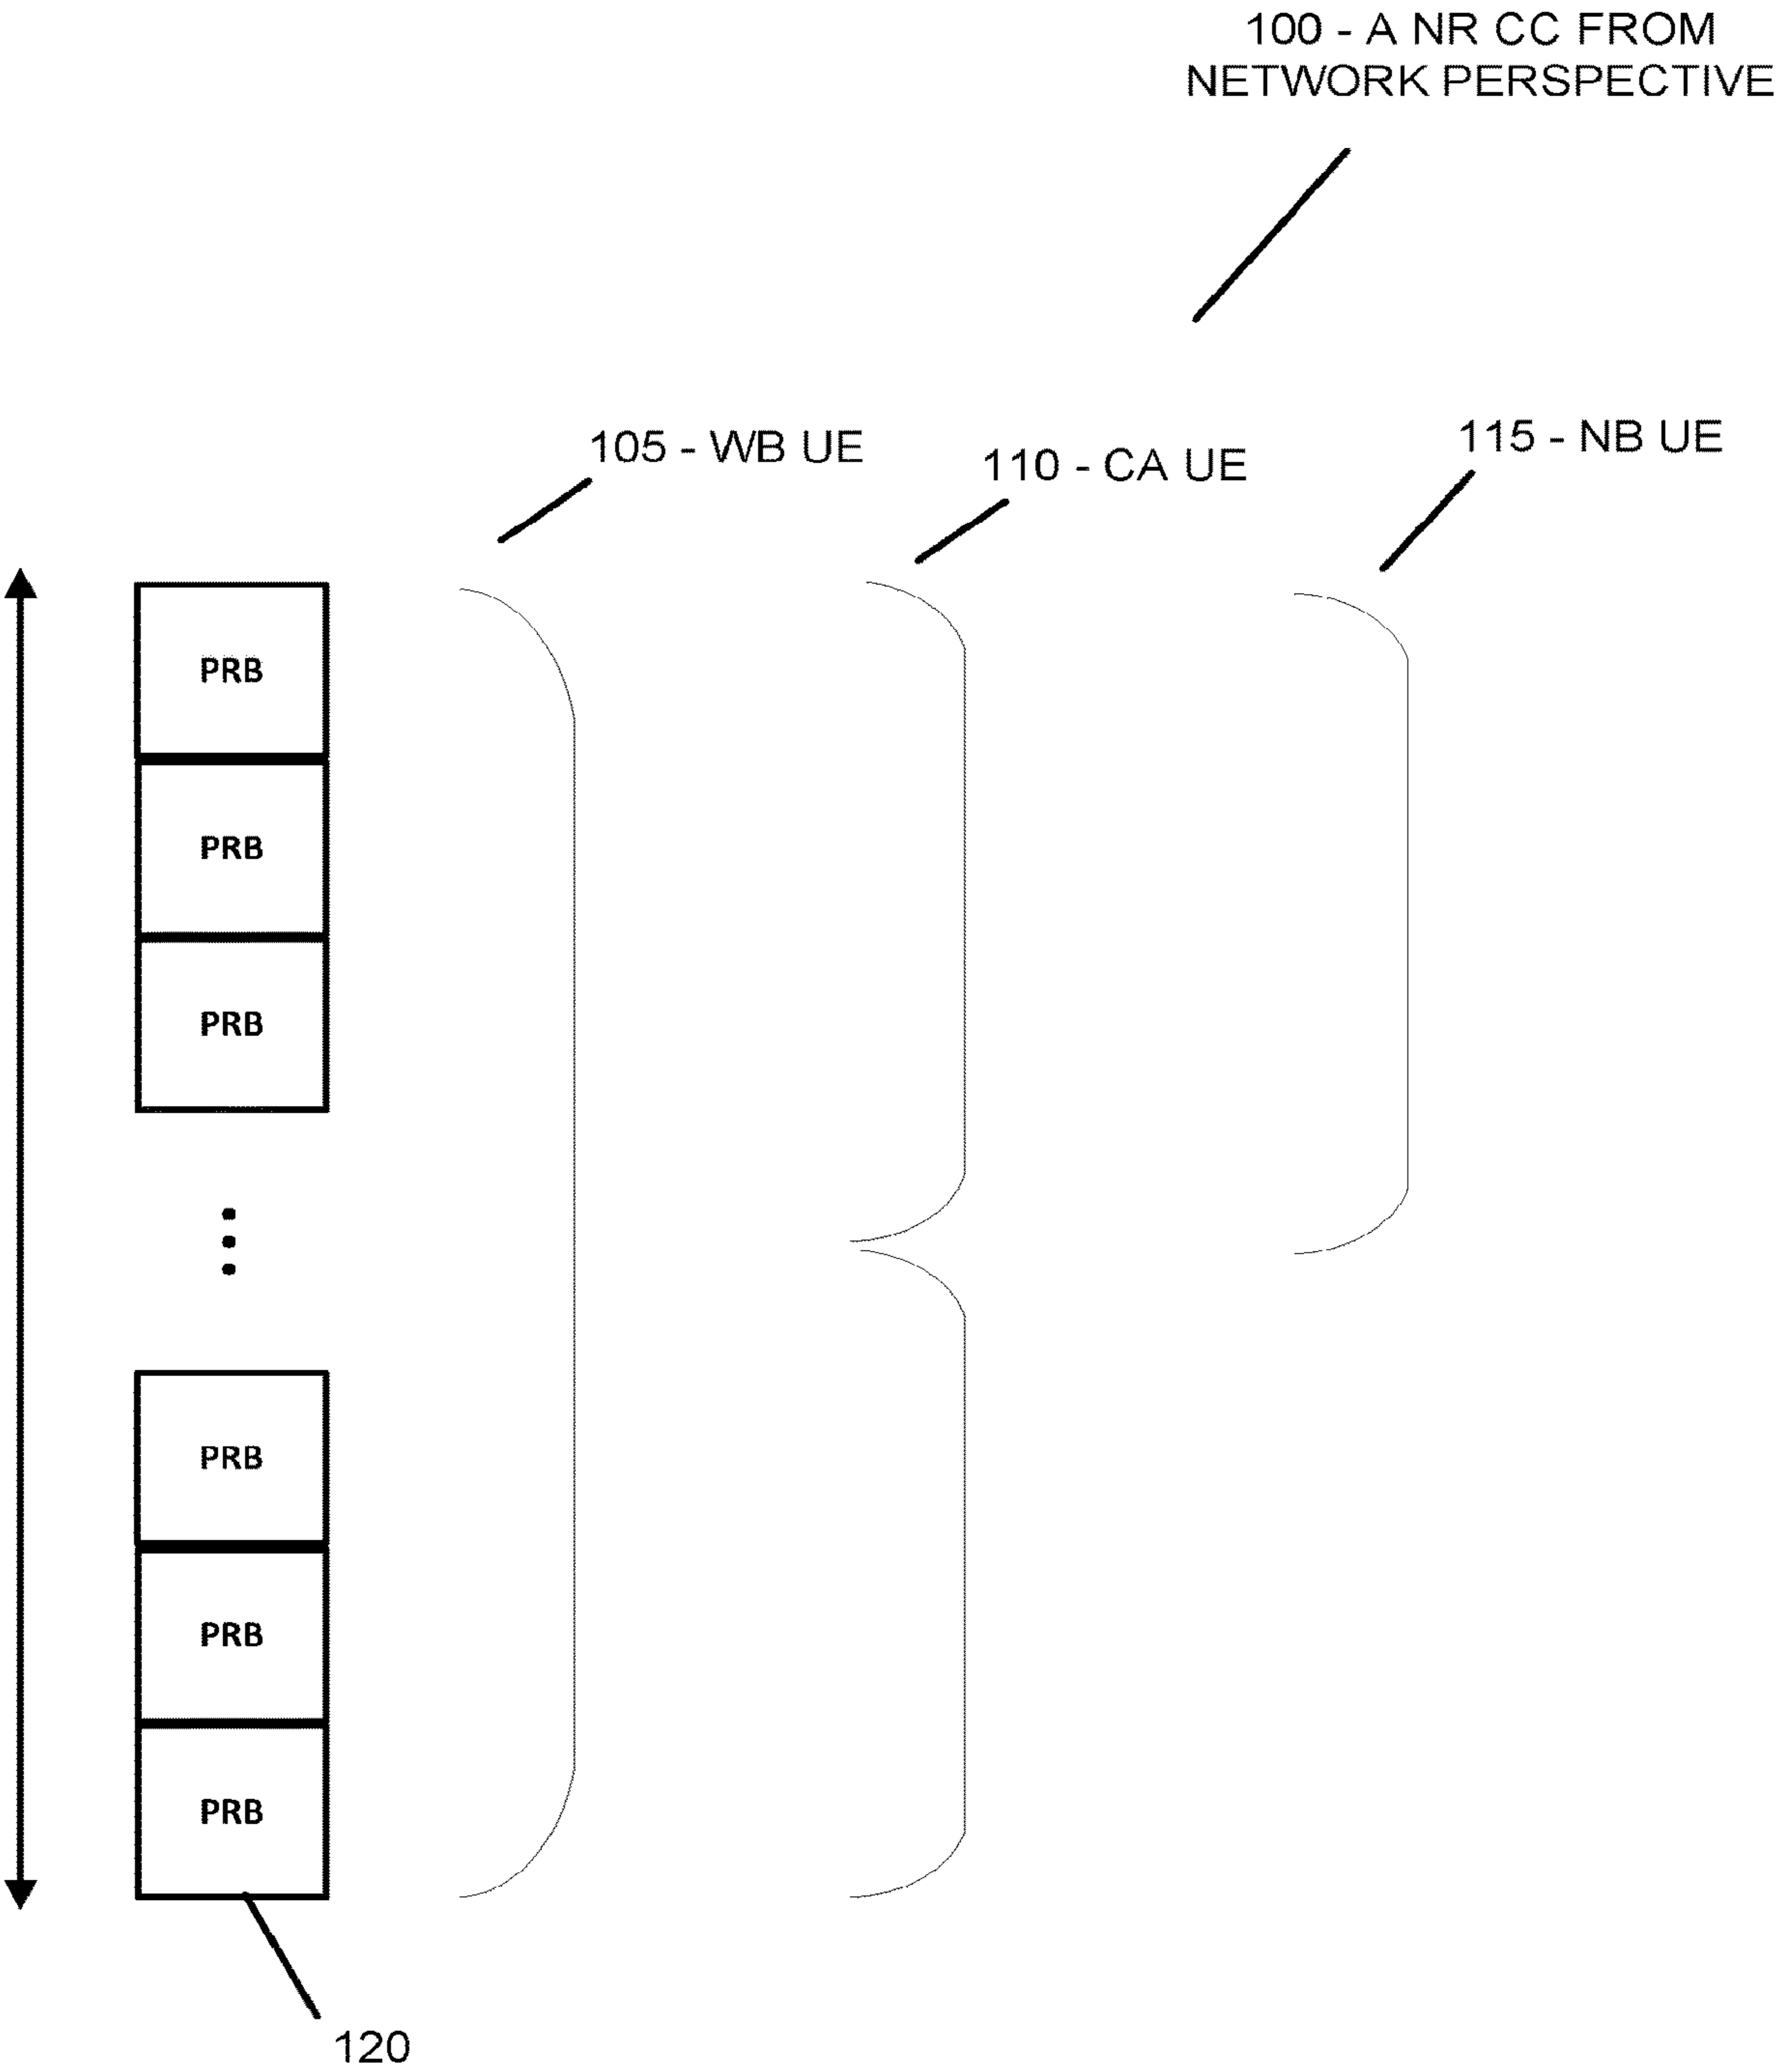 100 - A NR CC FROM
NETWORK PERSPECTIVE
105 - WB UE
110 - CA UE
115 - NB UE
PRB
PRB
PRB
PRB
PRB
PRB
120